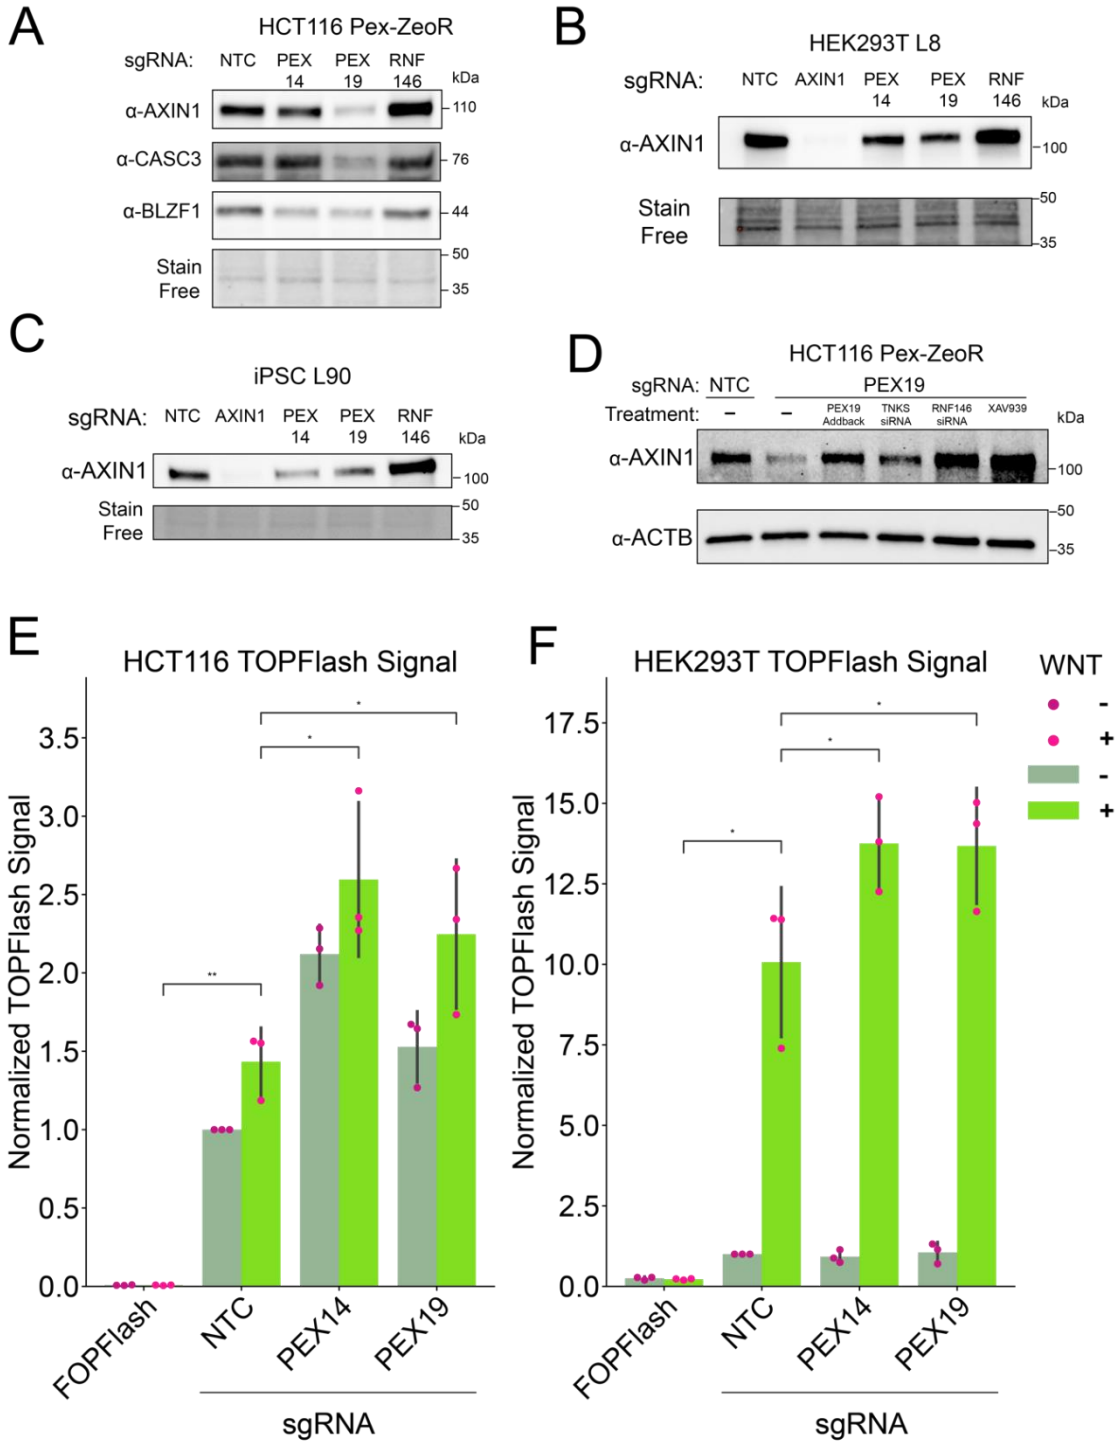 A
HCT116 Pex-ZeoR
sgRNA: NTC PEX PEX RNF
14 19 146 kDa
α-AXIN1 110
α-CASC3 76
α-BLZF1 44
Stain 50
Free 35
B
HEK293T L8
sgRNA: NTC AXIN1 PEX PEX RNF
14 19 146 kDa
α-AXIN1 100
Stain 50
Free 35
C
iPSC L90
sgRNA: NTC AXIN1 PEX PEX RNF
14 19 146 kDa
α-AXIN1 100
Stain 50
Free 35
D
HCT116 Pex-ZeoR
sgRNA: NTC PEX19
Treatment: – – PEX19 TNKS RNF146 XAV939 kDa
Addback siRNA siRNA
α-AXIN1 100
α-ACTB 50
35
E
HCT116 TOPFlash Signal
Normalized TOPFlash Signal
3.5
3.0
2.5
2.0
1.5
1.0
0.5
0.0
*
*
**
FOPFlash NTC PEX14 PEX19
sgRNA
F
HEK293T TOPFlash Signal
Normalized TOPFlash Signal
17.5
15.0
12.5
10.0
7.5
5.0
2.5
0.0
*
*
*
FOPFlash NTC PEX14 PEX19
sgRNA
WNT
-
+
-
+